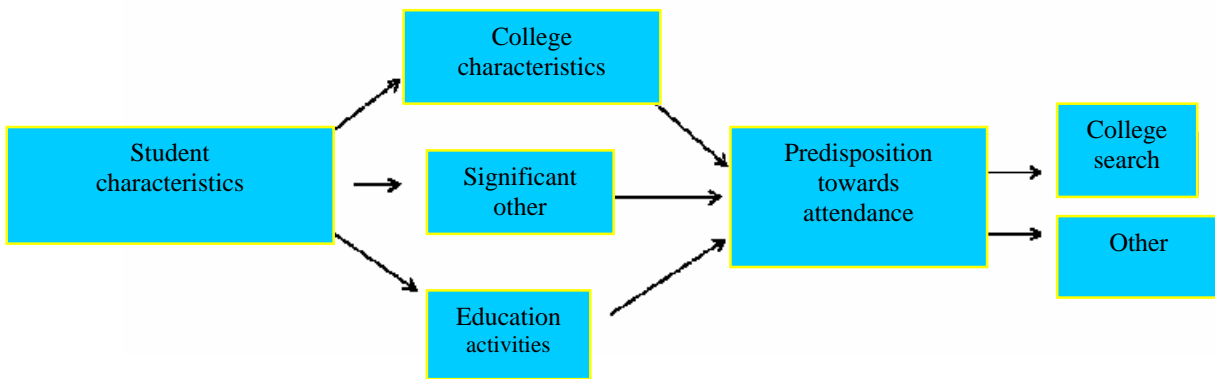 Student
characteristics
College
characteristics
Significant
other
Education
activities
Predisposition
towards
attendance
College
search
Other